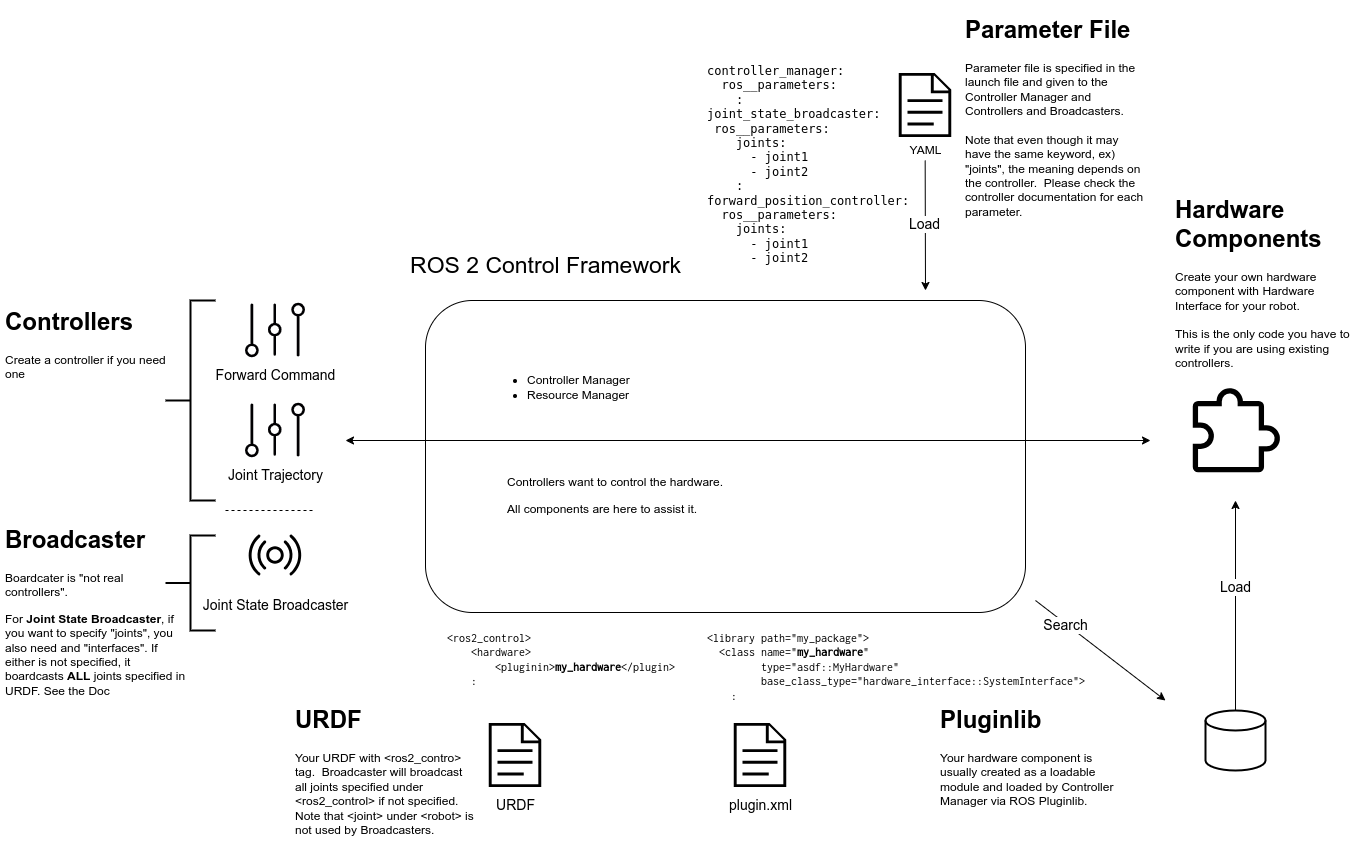 Parameter File
Parameter file is specified in the
launch file and given to the
Controller Manager and
Controllers and Broadcasters.
Note that even though it may
have the same keyword, ex)
"joints", the meaning depends on
the controller.  Please check the
controller documentation for each
parameter.
controller_manager:
  ros__parameters:
    :
joint_state_broadcaster:
 ros__parameters:
    joints:
      - joint1
      - joint2
    :
forward_position_controller:
  ros__parameters:
    joints:
      - joint1
      - joint2
YAML
Load
Hardware
Components
Create your own hardware
component with Hardware
Interface for your robot.
This is the only code you have to
write if you are using existing
controllers.
ROS 2 Control Framework
Controllers
Create a controller if you need
one
Forward Command
Joint Trajectory
---------------
• Controller Manager
• Resource Manager
Controllers want to control the hardware.
All components are here to assist it.
Broadcaster
Boardcater is "not real
controllers".
For Joint State Broadcaster, if
you want to specify "joints", you
also need and "interfaces". If
either is not specified, it
boardcasts ALL joints specified in
URDF. See the Doc
Joint State Broadcaster
Load
Search
<ros2_control>
    <hardware>
        <pluginin>my_hardware</plugin>
    :
<library path="my_package">
  <class name="my_hardware"
         type="asdf::MyHardware"
         base_class_type="hardware_interface::SystemInterface">
    :
URDF
Your URDF with <ros2_contro>
tag.  Broadcaster will broadcast
all joints specified under
<ros2_control> if not specified.
Note that <joint> under <robot> is
not used by Broadcasters.
URDF
plugin.xml
Pluginlib
Your hardware component is
usually created as a loadable
module and loaded by Controller
Manager via ROS Pluginlib.